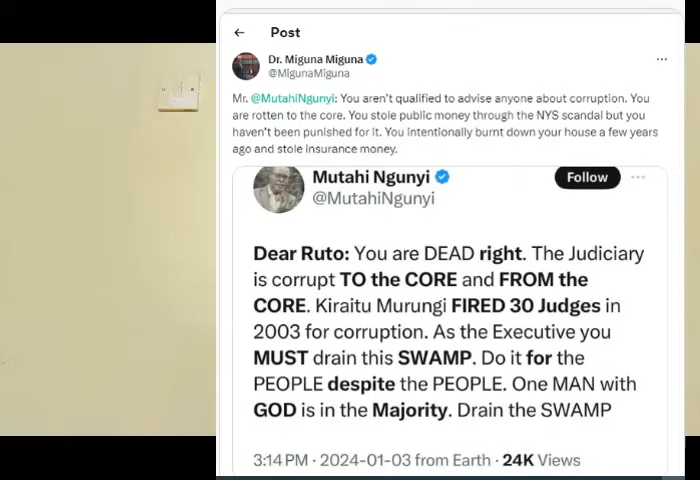 Post
Dr. Miguna Miguna
@MigunaMiguna
Mr. @MutahiNgunyi: You aren't qualified to advise anyone about corruption. You
are rotten to the core. You stole public money through the NYS scandal but you
haven't been punished for it. You intentionally burnt down your house a few years
ago and stole insurance money.
Mutahi Ngunyi
Follow
@MutahiNgunyi
Dear Ruto: You are DEAD right. The Judiciary
is corrupt TO the CORE and FROM the
CORE. Kiraitu Murungi FIRED 30 Judges in
2003 for corruption. As the Executive you
MUST drain this SWAMP. Do it for the
PEOPLE despite the PEOPLE. One MAN with
GOD is in the Majority. Drain the SWAMP
3:14 PM · 2024-01-03 from Earth · 24K Views